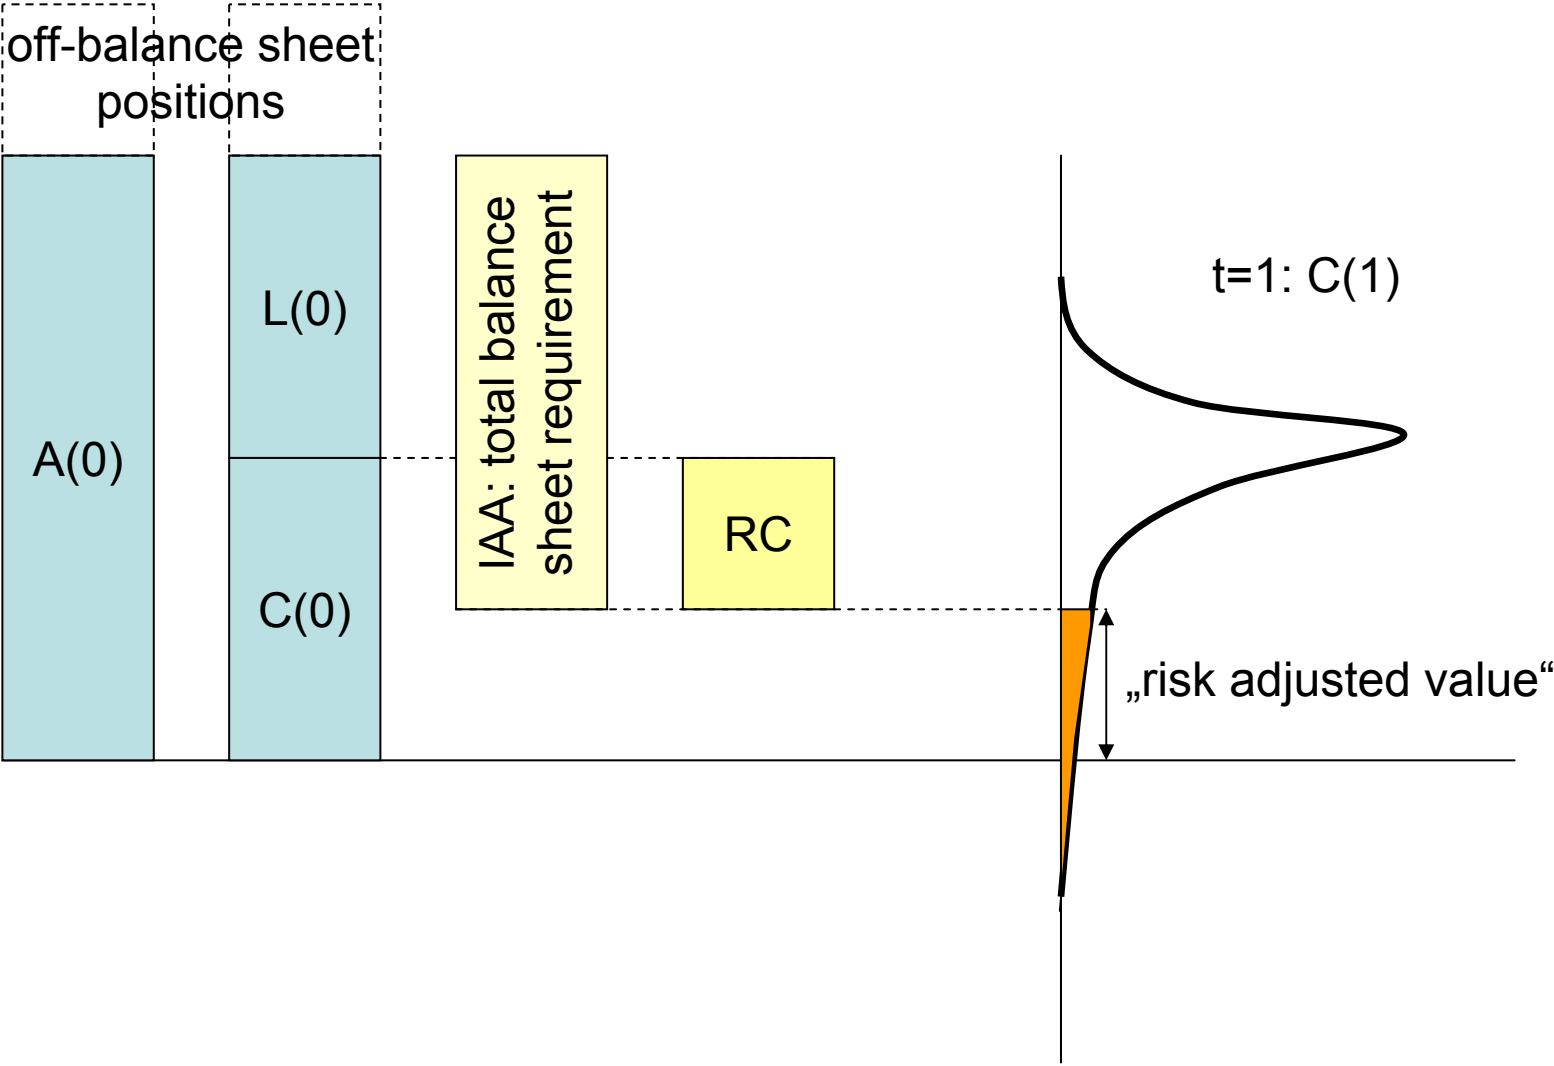 off-balance sheet
positions
A(0)
L(0)
C(0)
IAA: total balance
sheet requirement
RC
t=1: C(1)
„risk adjusted value“